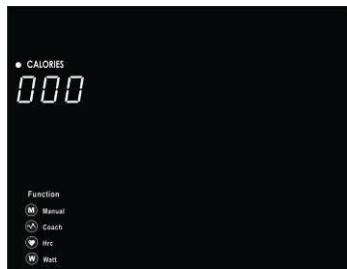 CALORIES
000
Function
M Manual
Coach
Hrc
W Watt